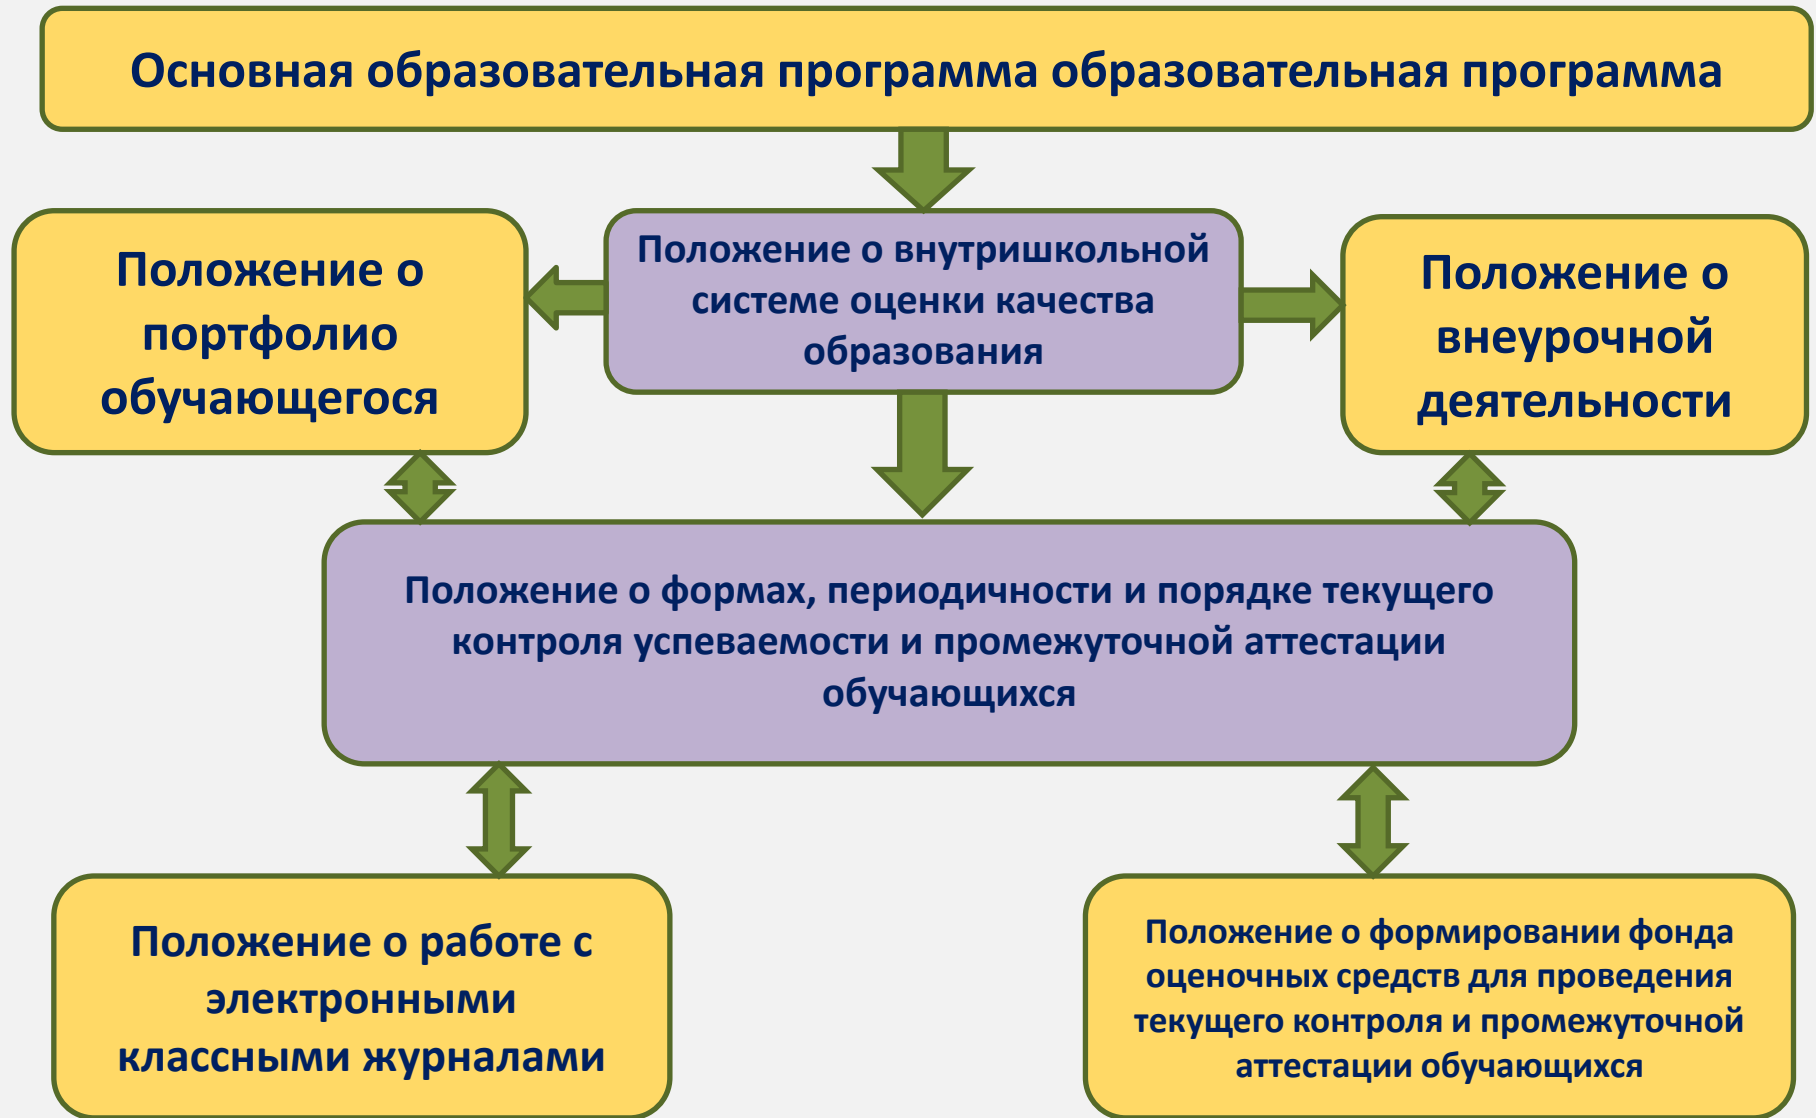 Основная образовательная программа образовательная программа
Положение о
портфолио
обучающегося
Положение о внутришкольной
системе оценки качества
образования
Положение о
внеурочной
деятельности
Положение о формах, периодичности и порядке текущего
контроля успеваемости и промежуточной аттестации
обучающихся
Положение о работе с
электронными
классными журналами
Положение о формировании фонда
оценочных средств для проведения
текущего контроля и промежуточной
аттестации обучающихся